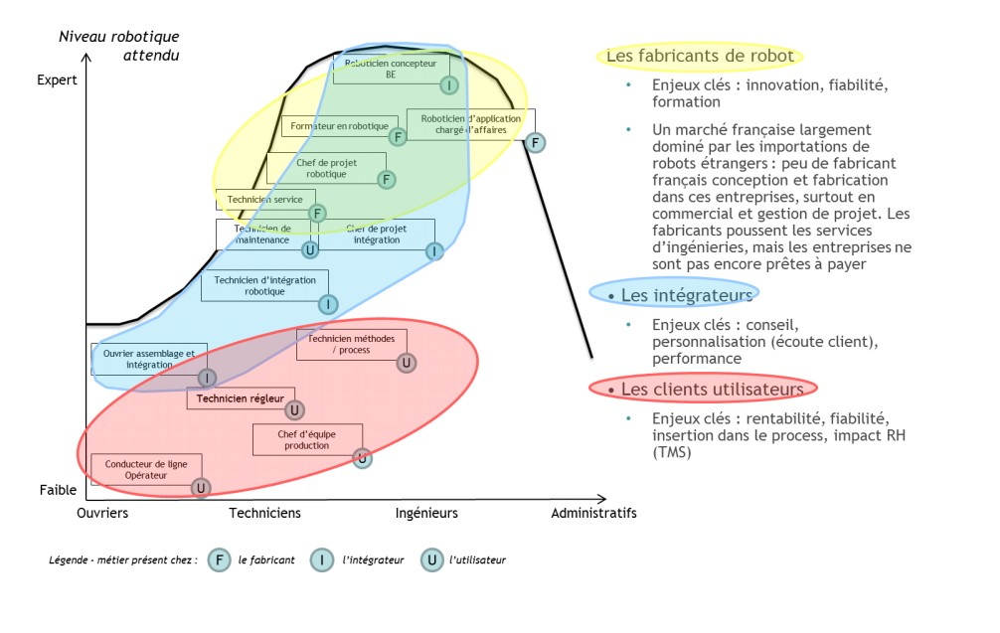 Niveau robotique
attendu
Expert
Roboticien concepteur
BE
I
Formateur en robotique
F
Roboticien d'application
chargé d'affaires
F
Chef de projet
robotique
F
Technicien service
F
Technicien de
maintenance
U
Chef de projet
intégration
I
Technicien d'intégration
robotique
I
Technicien méthodes
/ process
U
Ouvrier assemblage et
intégration
I
Technicien régleur
U
Chef d'équipe
production
U
Conducteur de ligne
Opérateur
U
Faible
Ouvriers
Techniciens
Ingénieurs
Administratifs
Légende - métier présent chez : F le fabricant I l'intégrateur U l'utilisateur
Les fabricants de robot
• Enjeux clés : innovation, fiabilité,
formation
• Un marché française largement
dominé par les importations de
robots étrangers : peu de fabricant
français conception et fabrication
dans ces entreprises, surtout en
commercial et gestion de projet. Les
fabricants poussent les services
d'ingénieries, mais les entreprises ne
sont pas encore prêtes à payer
• Les intégrateurs
• Enjeux clés : conseil,
personnalisation (écoute client),
performance
• Les clients utilisateurs
• Enjeux clés : rentabilité, fiabilité,
insertion dans le process, impact RH
(TMS)